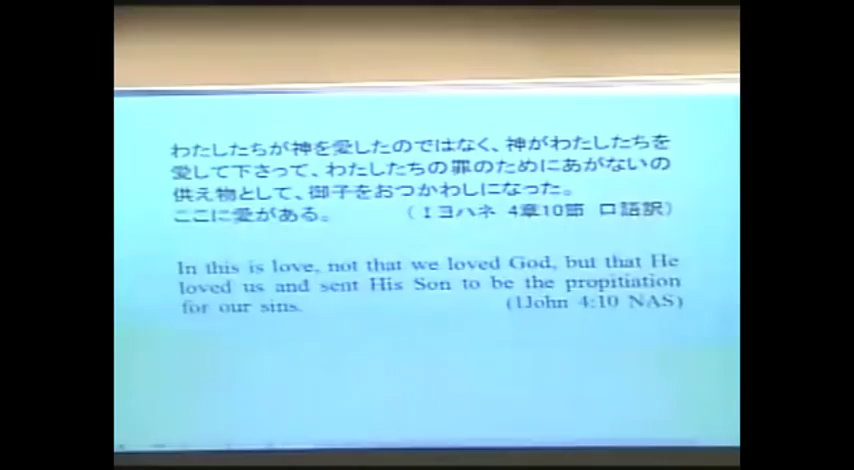 わたしたちが神を愛したのではなく、神がわたしたちを
愛して下さって、わたしたちの罪のためにあがないの
供え物として、御子をおつかわしになった。
ここに愛がある。 (Ⅰヨハネ 4章10節 口語訳)
In this is love, not that we loved God, but that He
loved us and sent His Son to be the propitiation
for our sins. (1John 4:10 NAS)